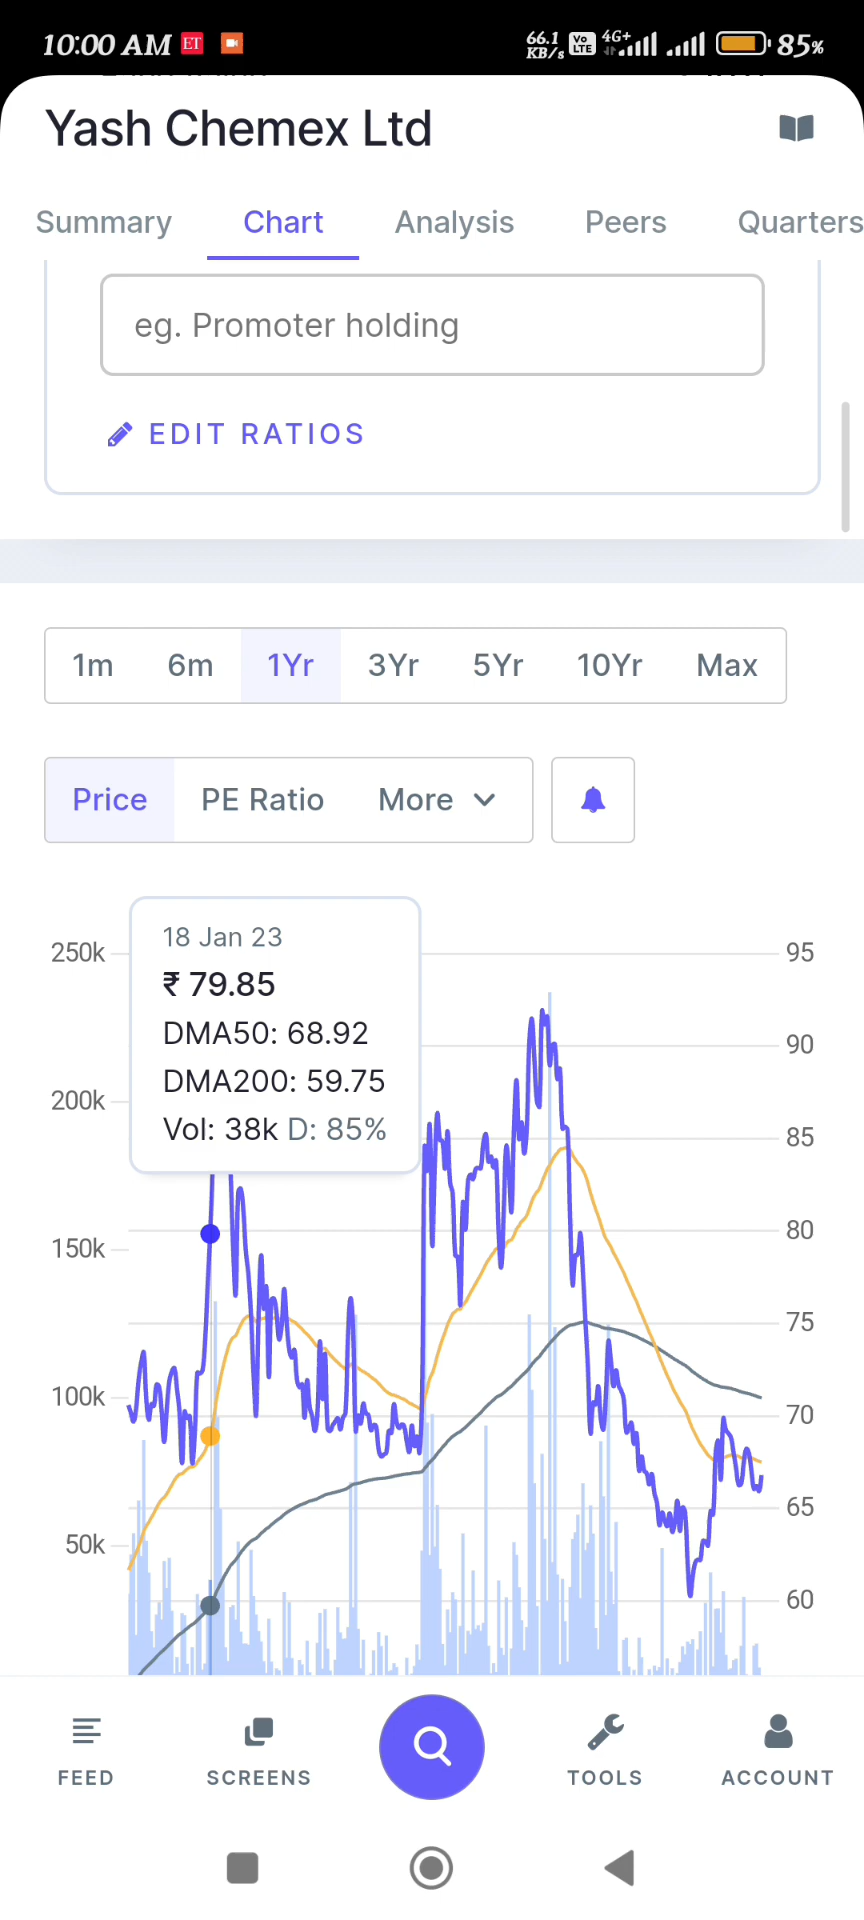 10:00 AM ET 66.1 KB/s Vo LTE 4G+ 85%
Yash Chemex Ltd
Summary Chart Analysis Peers Quarters
eg. Promoter holding
EDIT RATIOS
1m 6m 1Yr 3Yr 5Yr 10Yr Max
Price PE Ratio More
18 Jan 23
₹ 79.85
DMA50: 68.92
DMA200: 59.75
Vol: 38k D: 85%
250k 95
90
200k
85
150k 80
75
100k 70
65
50k 60
FEED SCREENS TOOLS ACCOUNT